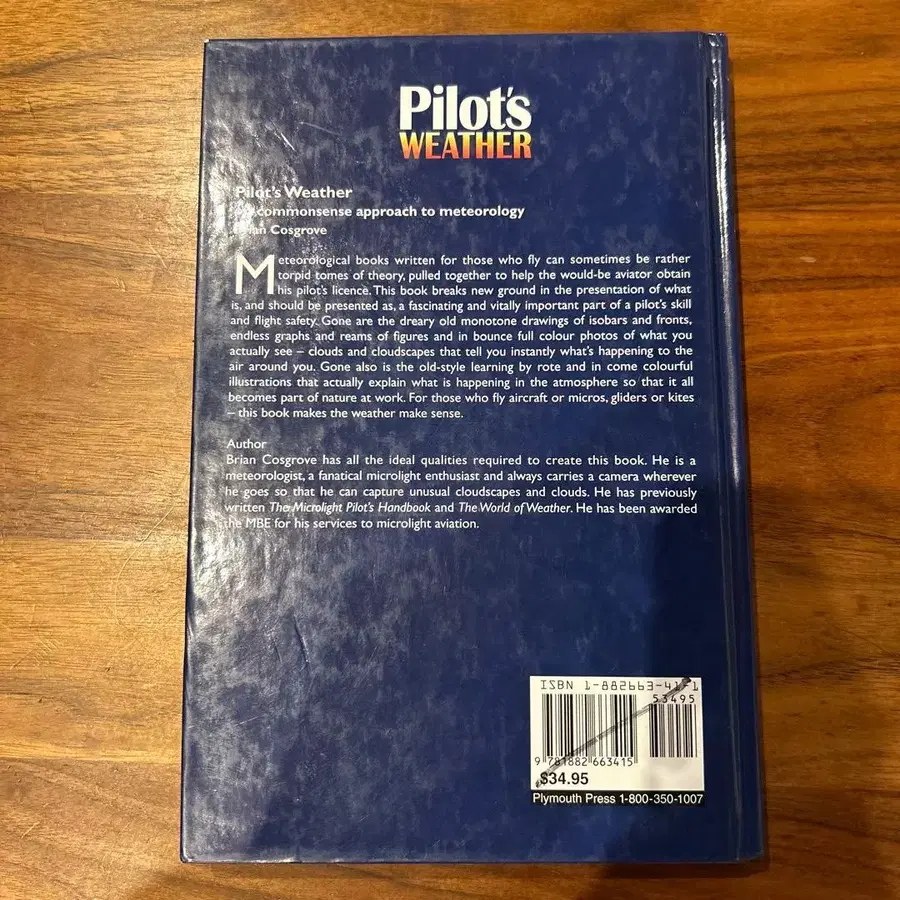 Pilot's
WEATHER
Pilot's Weather
commonsense approach to meteorology
Brian Cosgrove
Meteorological books written for those who fly can sometimes be rather
torpid tomes of theory, pulled together to help the would-be aviator obtain
his pilot's licence. This book breaks new ground in the presentation of what
is, and should be presented as, a fascinating and vitally important part of a pilot's skill
and flight safety. Gone are the dreary old monotone drawings of isobars and fronts,
endless graphs and reams of figures and in bounce full colour photos of what you
actually see – clouds and cloudscapes that tell you instantly what's happening to the
air around you. Gone also is the old-style learning by rote and in come colourful
illustrations that actually explain what is happening in the atmosphere so that it all
becomes part of nature at work. For those who fly aircraft or micros, gliders or kites
– this book makes the weather make sense.
Author
Brian Cosgrove has all the ideal qualities required to create this book. He is a
meteorologist, a fanatical microlight enthusiast and always carries a camera wherever
he goes so that he can capture unusual cloudscapes and clouds. He has previously
written The Microlight Pilot's Handbook and The World of Weather. He has been awarded
the MBE for his services to microlight aviation.
ISBN 1-882663-41-1
53495
9 781882 663415
$34.95
Plymouth Press 1-800-350-1007